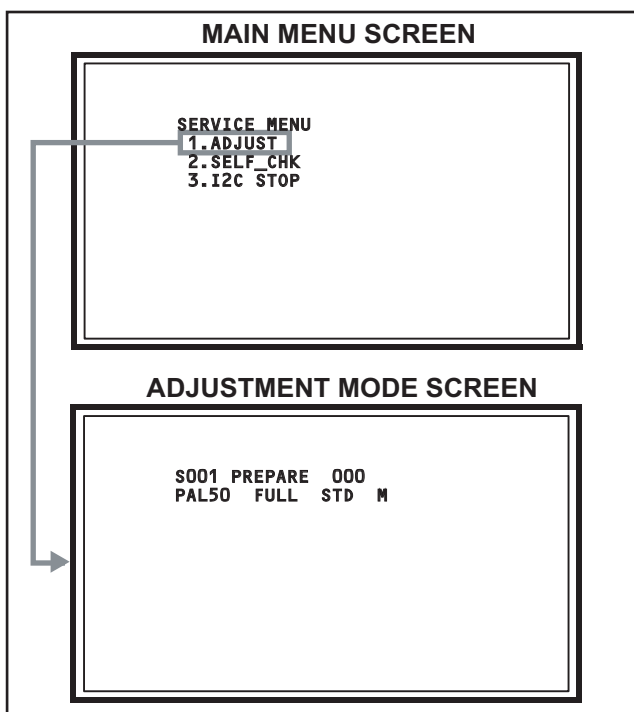 MAIN MENU SCREEN
SERVICE MENU
1.ADJUST
2.SELF_CHK
3.I2C STOP
ADJUSTMENT MODE SCREEN
S001 PREPARE 000
PAL50 FULL STD M